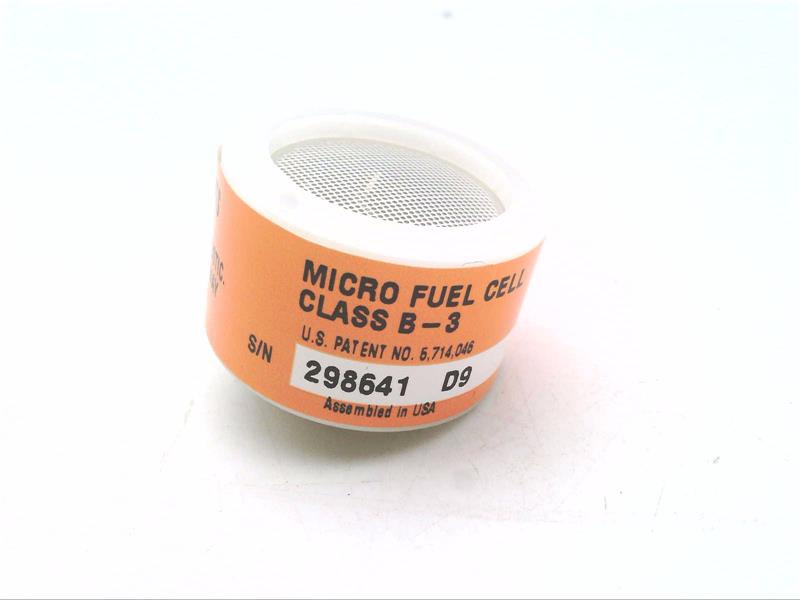 MICRO FUEL CELL
CLASS B-3
U.S. PATENT NO. 5,714,046
S/N 298641 D9
Assembled in USA